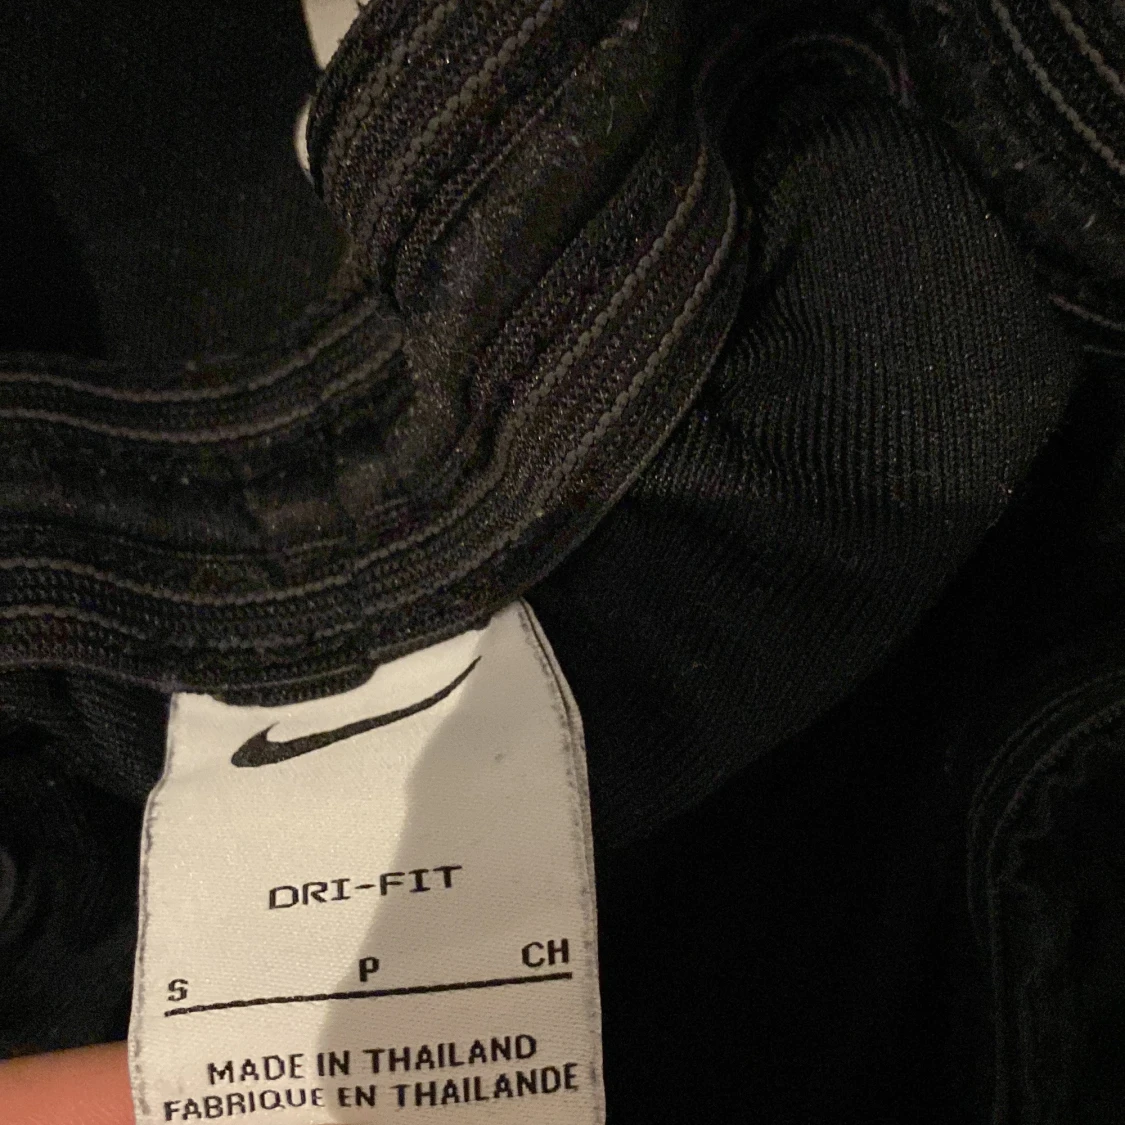 DRI-FIT
S P CH
MADE IN THAILAND
FABRIQUE EN THAILANDE